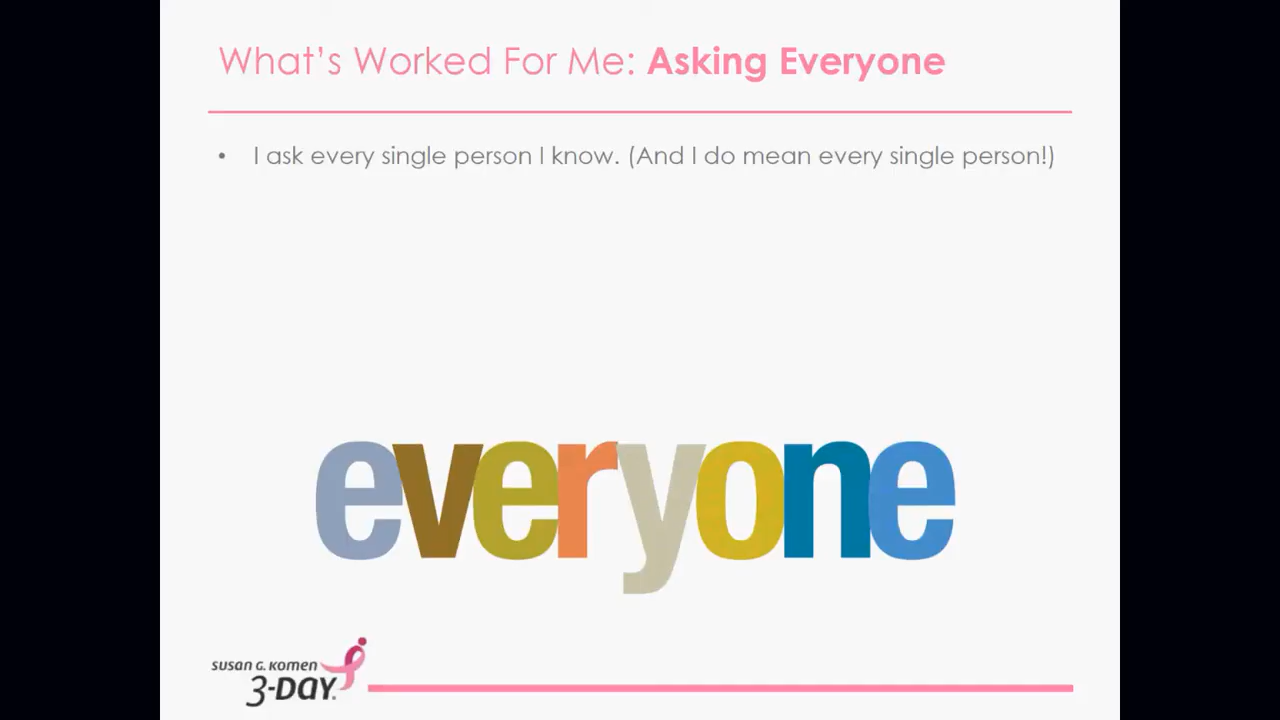 What's Worked For Me: Asking Everyone
• I ask every single person I know. (And I do mean every single person!)
everyone
susan G. Komen
3-Day.